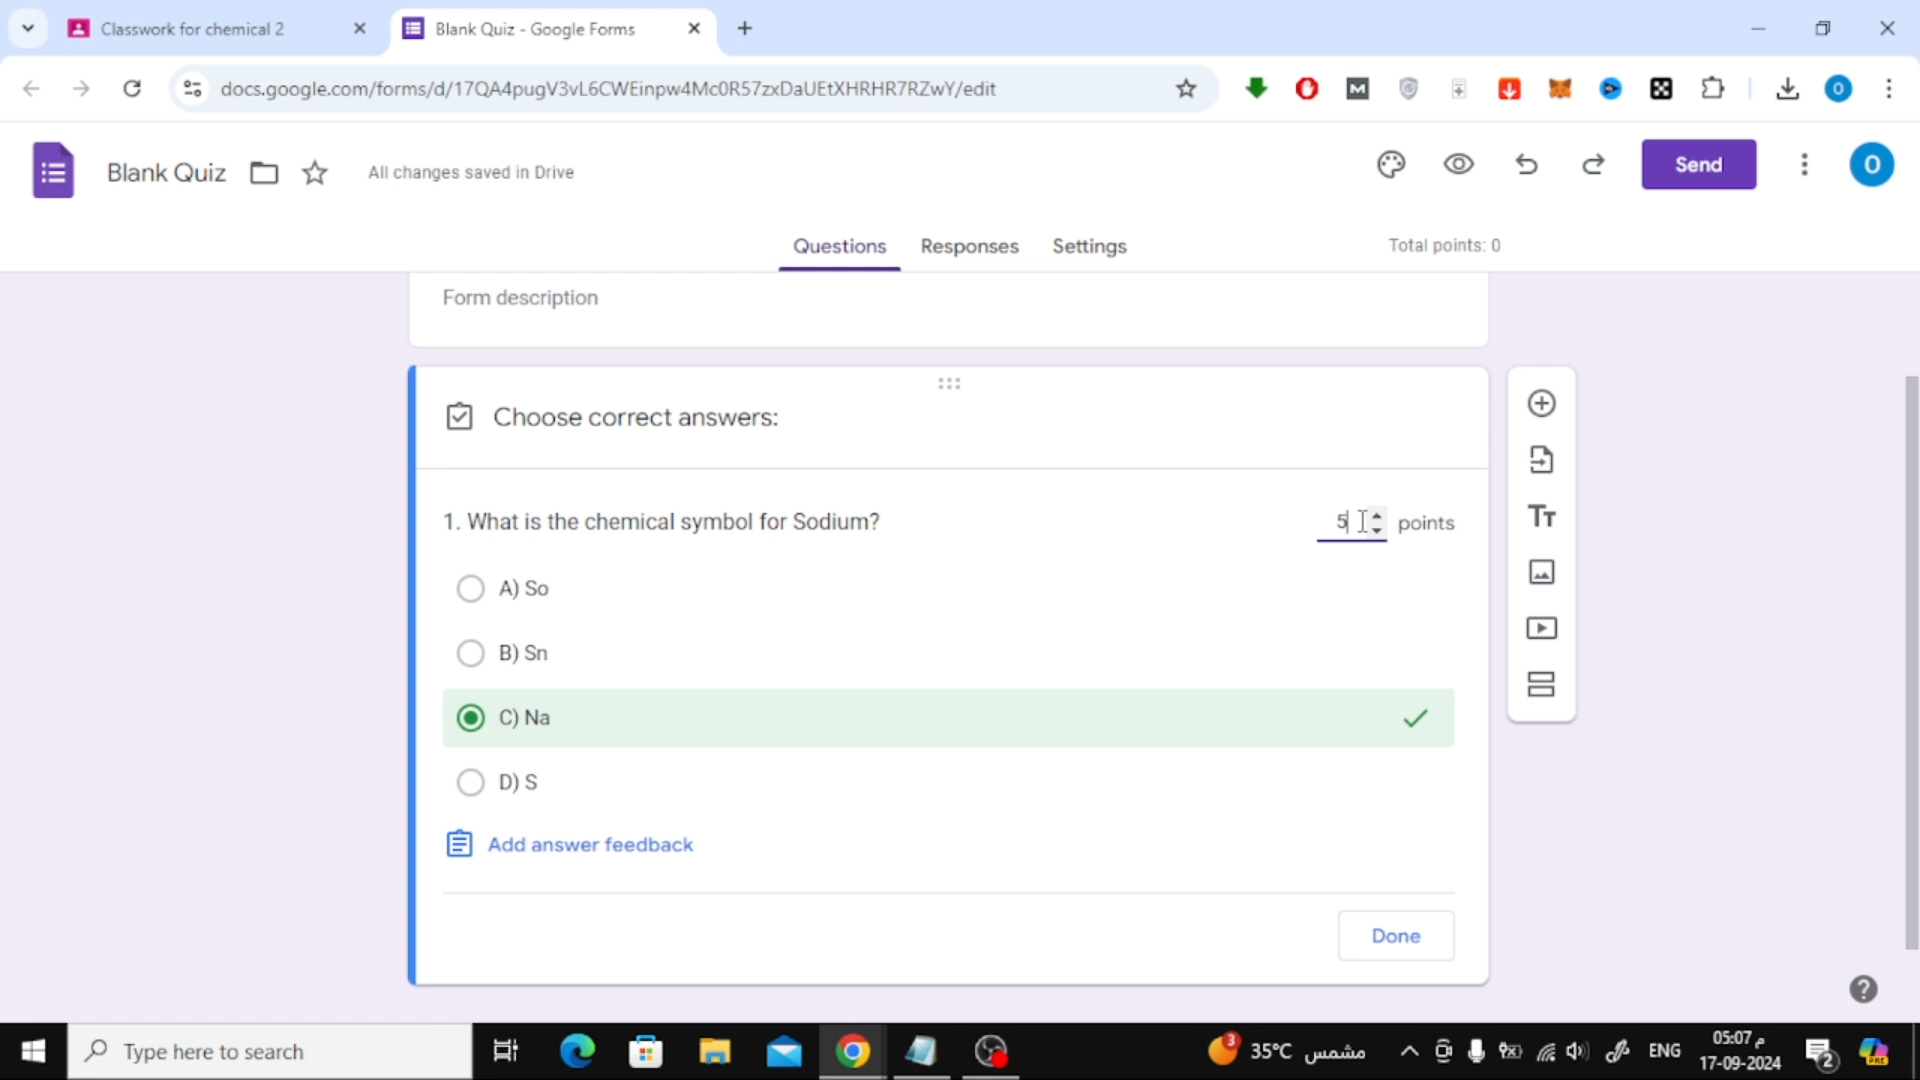 Classwork for chemical 2
Blank Quiz - Google Forms
docs.google.com/forms/d/17QA4pugV3vL6CWEinpw4Mc0R57zxDaUEtXHRHR7RZwY/edit
O
Blank Quiz
All changes saved in Drive
Send
O
Questions
Responses
Settings
Total points: 0
Form description
Choose correct answers:
1. What is the chemical symbol for Sodium?
5 points
A) So
B) Sn
C) Na
D) S
Add answer feedback
Done
Type here to search
3
35°C مشمس
ENG
05:07 م
17-09-2024
2
PRE